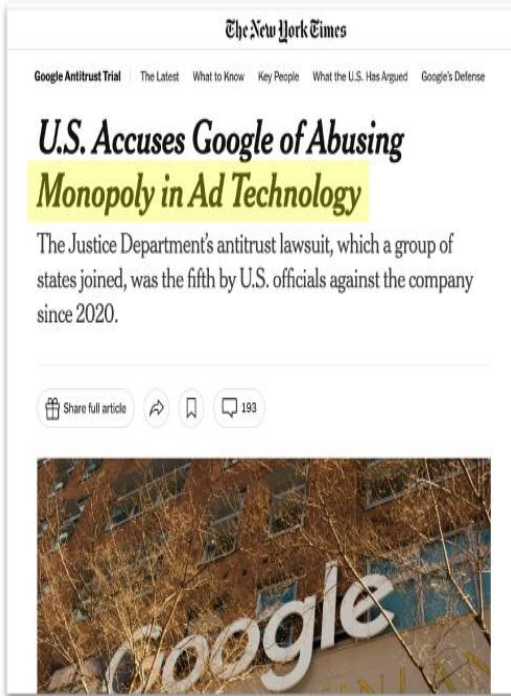 The New York Times
Google Antitrust Trial The Latest What to Know Key People What the U.S. Has Argued Google's Defense
U.S. Accuses Google of Abusing
Monopoly in Ad Technology
The Justice Department's antitrust lawsuit, which a group of
states joined, was the fifth by U.S. officials against the company
since 2020.
Share full article 193
Google